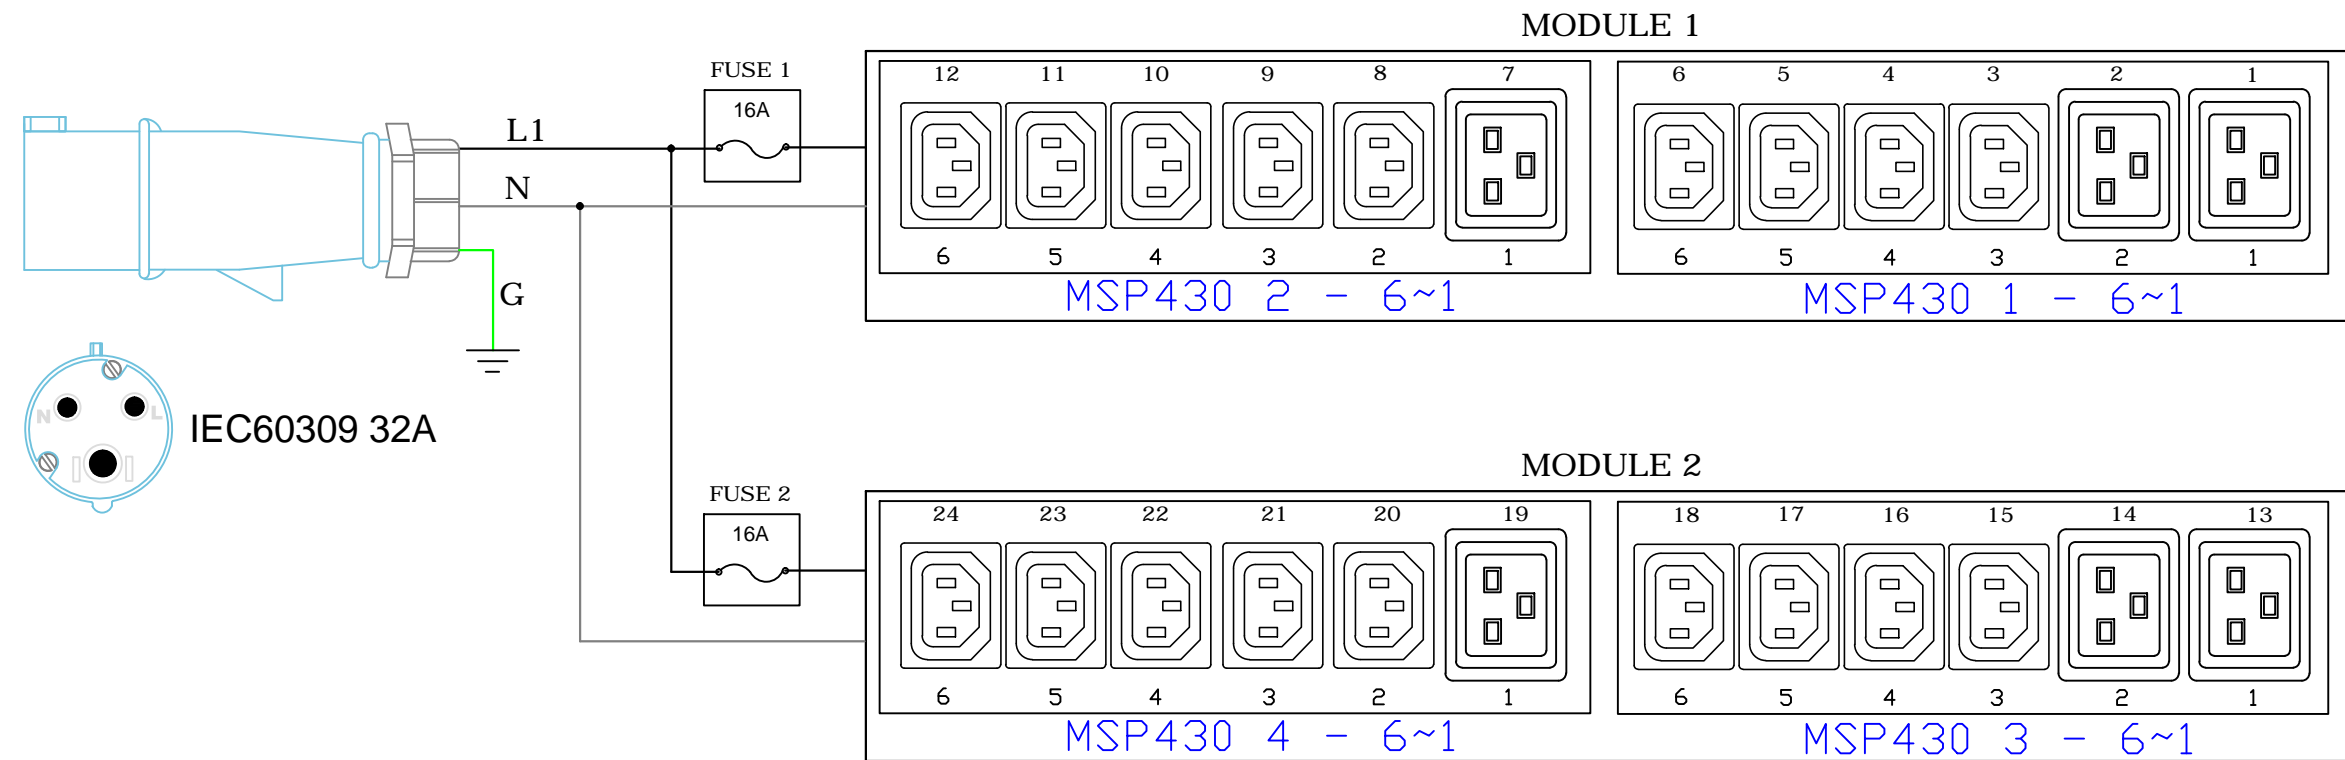 MODULE 1
FUSE 1
16A
12 11 10 9 8 7
6 5 4 3 2 1
L1
N
G
6 5 4 3 2 1
6 5 4 3 2 1
MSP430 2 - 6~1
MSP430 1 - 6~1
N L
IEC60309 32A
MODULE 2
FUSE 2
16A
24 23 22 21 20 19
18 17 16 15 14 13
6 5 4 3 2 1
6 5 4 3 2 1
MSP430 4 - 6~1
MSP430 3 - 6~1